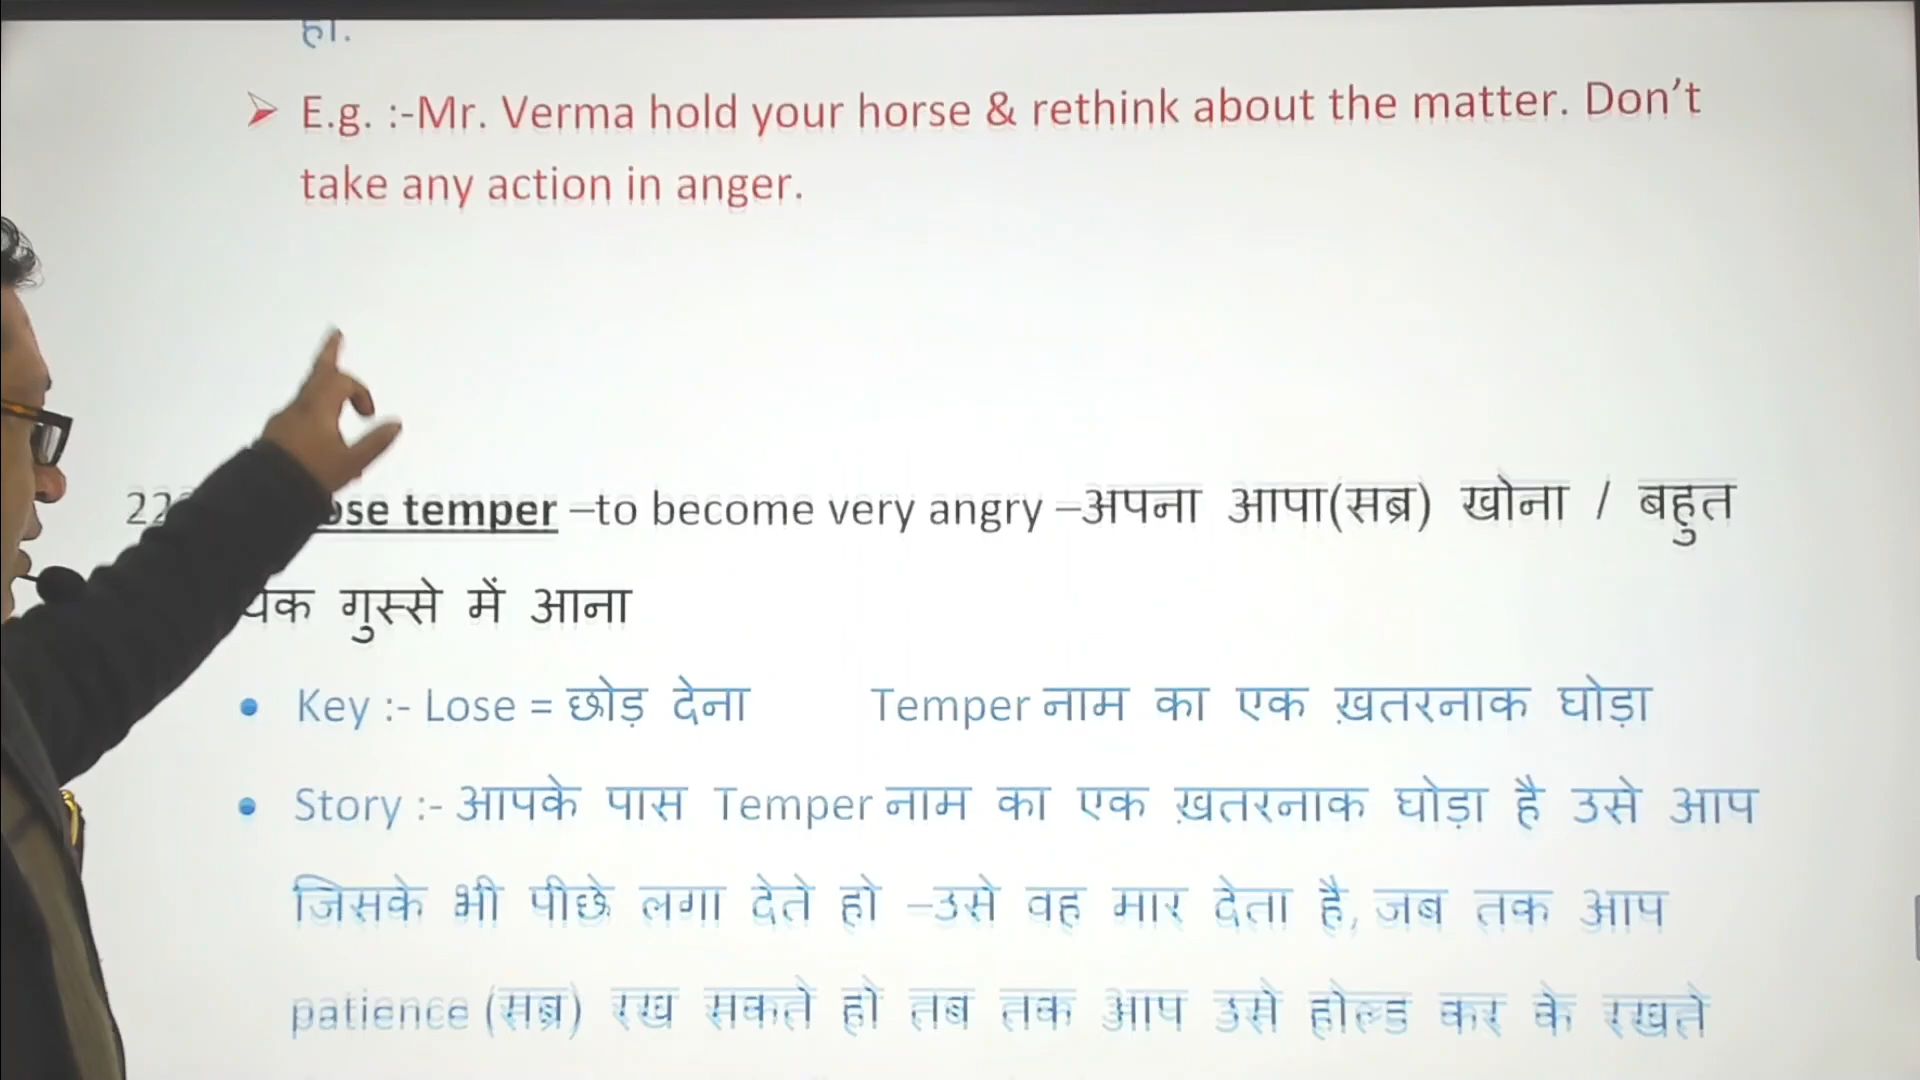 हो.
➢ E.g. :-Mr. Verma hold your horse & rethink about the matter. Don't
take any action in anger.
ose temper –to become very angry –अपना आपा(सब्र) खोना / बहुत
गुस्से में आना
• Key :- Lose = छोड़ देना Temper नाम का एक ख़तरनाक घोड़ा
• Story :- आपके पास Temper नाम का एक ख़तरनाक घोड़ा है उसे आप
जिसके भी पीछे लगा देते हो –उसे वह मार देता है, जब तक आप
patience (सब्र) रख सकते हो तब तक आप उसे होल्ड कर के रखते